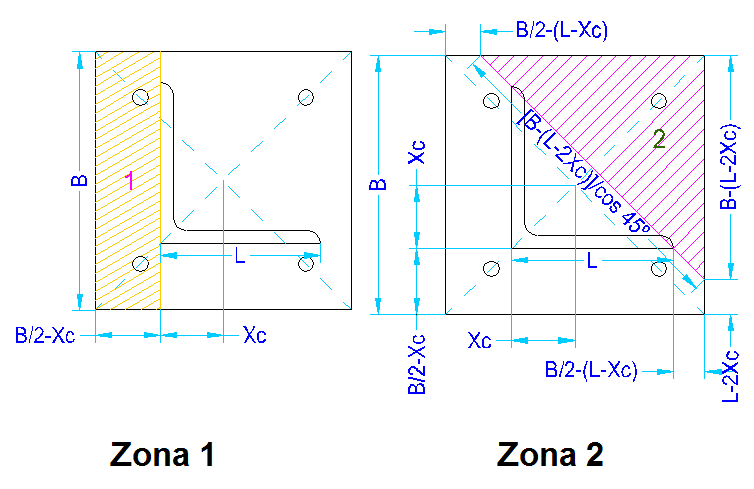 B/2-(L-Xc)
B
1
L
B/2-Xc
Xc
Xc
B
[B-(L-2Xc)]/cos 45º
2
B-(L-2Xc)
L
Xc
B/2-Xc
B/2-(L-Xc)
L-2Xc
Zona 1
Zona 2